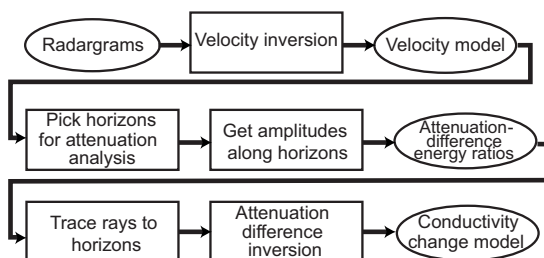 Radargrams
Velocity inversion
Velocity model
Pick horizons
for attenuation
analysis
Get amplitudes
along horizons
Attenuation-
difference
energy ratios
Trace rays to
horizons
Attenuation
difference
inversion
Conductivity
change model